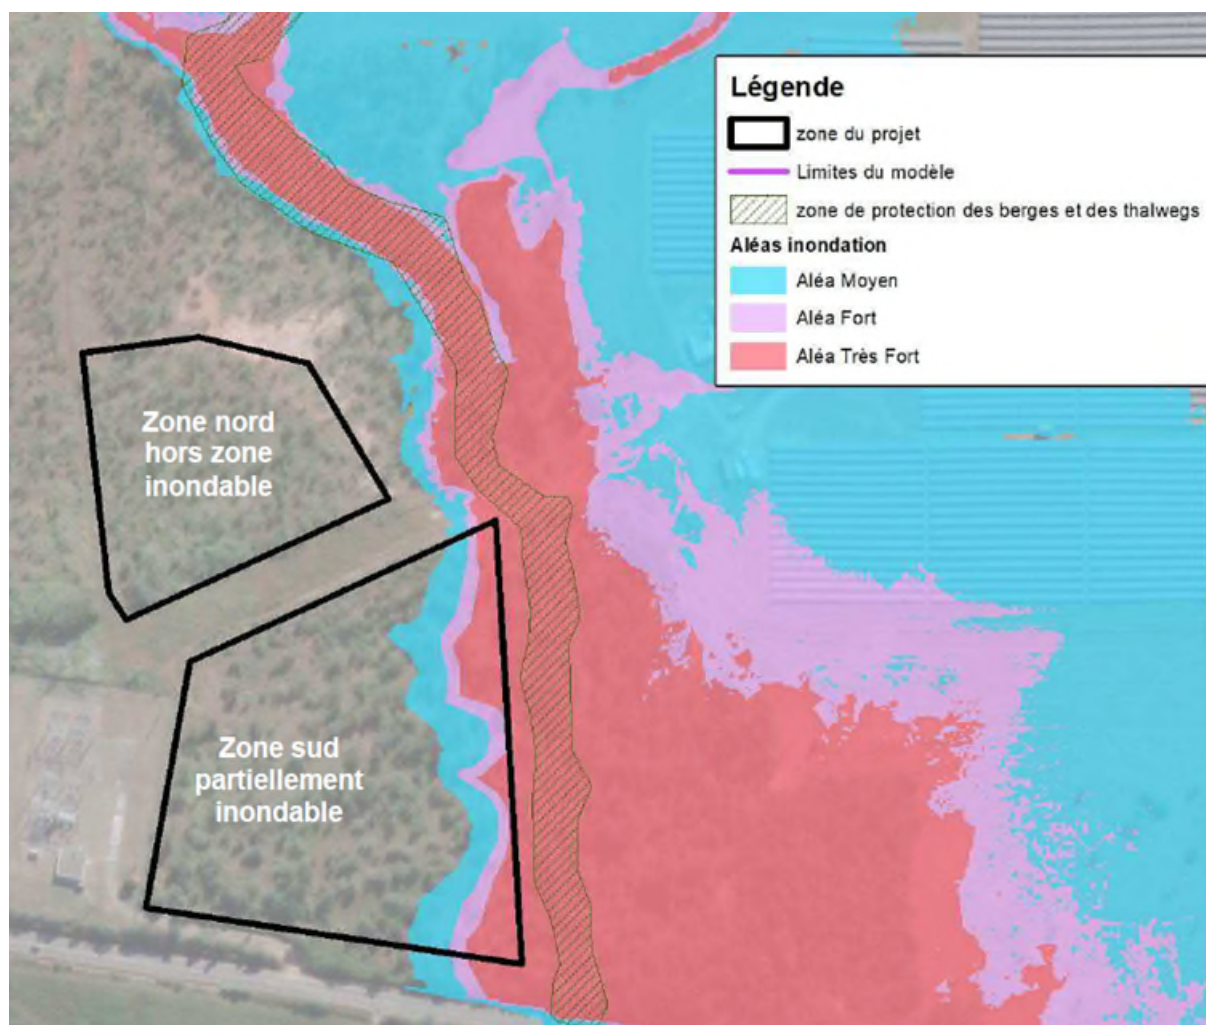 Légende
zone du projet
Limites du modèle
zone de protection des berges et des thalwegs
Aléas inondation
Aléa Moyen
Aléa Fort
Aléa Très Fort
Zone nord
hors zone
inondable
Zone sud
partiellement
inondable